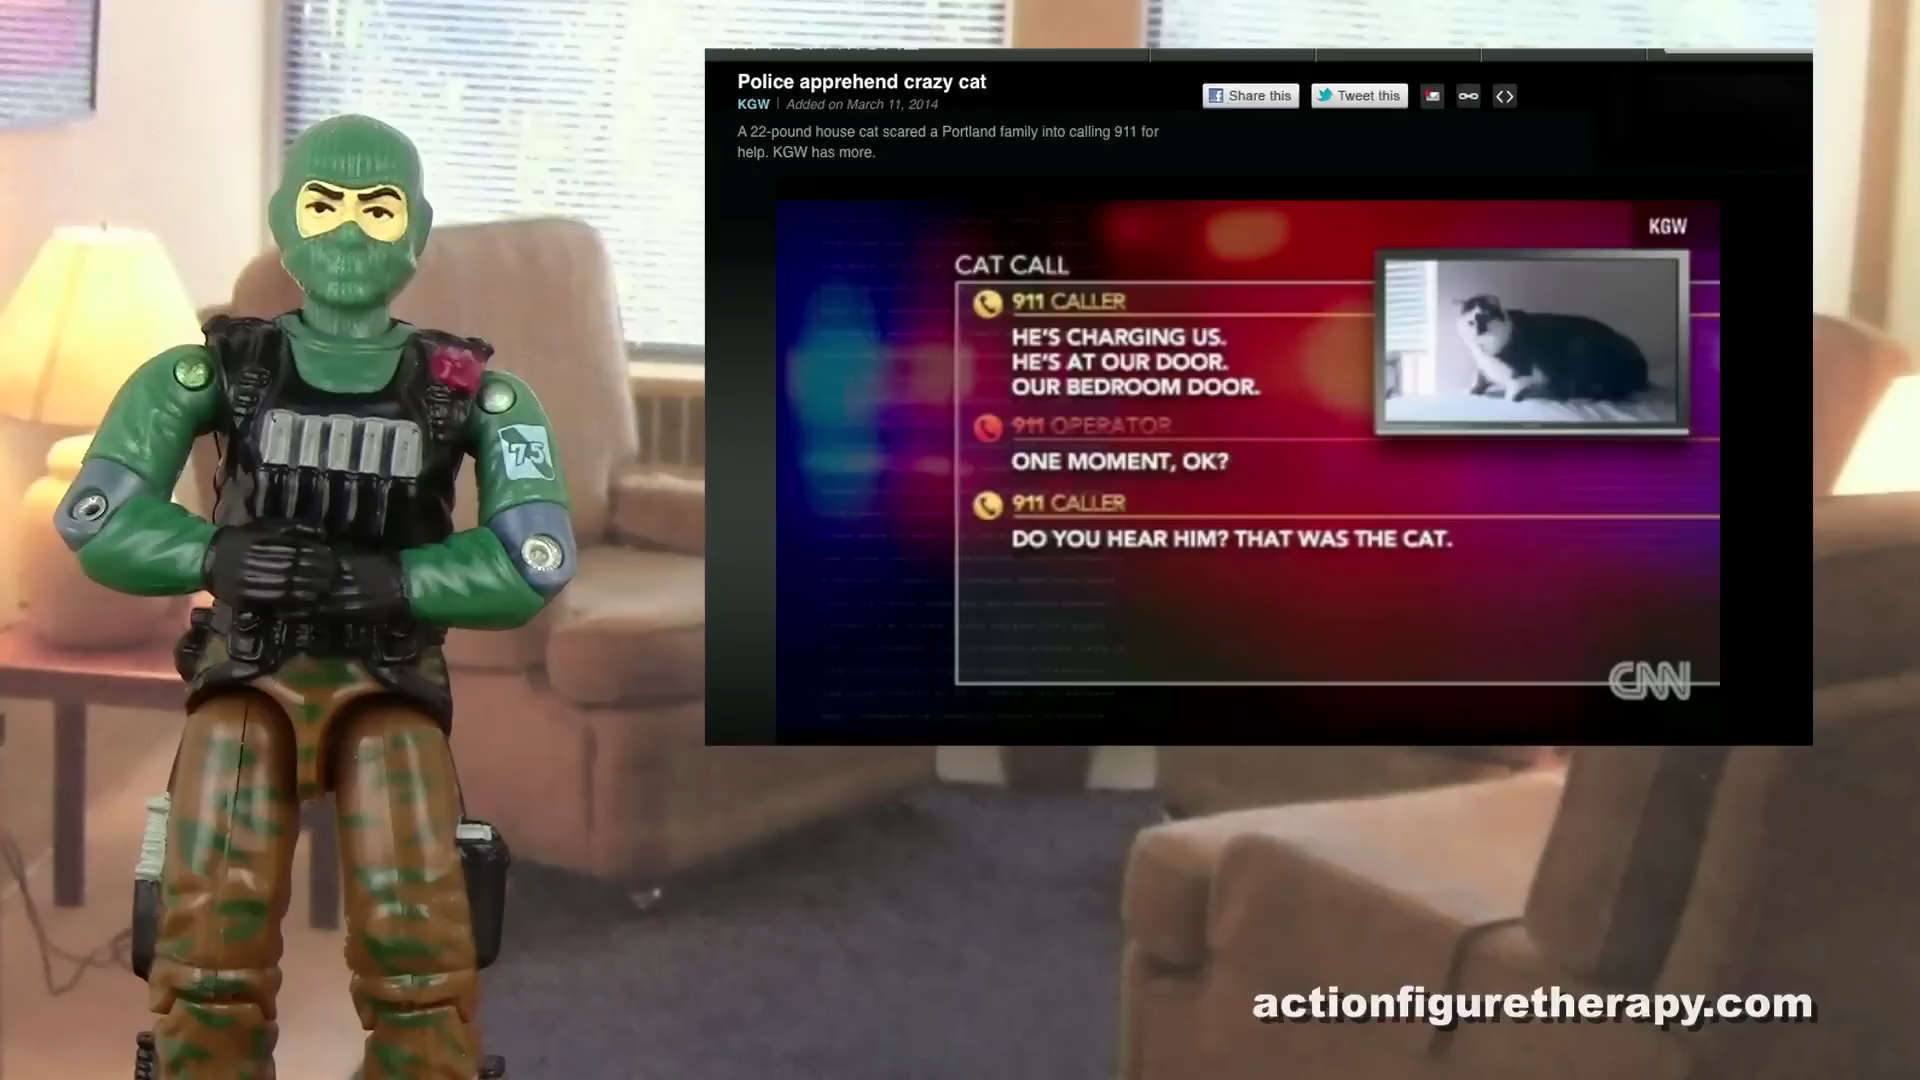 Police apprehend crazy cat
KGW | Added on March 11, 2014
A 22-pound house cat scared a Portland family into calling 911 for
help. KGW has more.
Share this
Tweet this
KGW
CAT CALL
911 CALLER
HE'S CHARGING US.
HE'S AT OUR DOOR.
OUR BEDROOM DOOR.
911 OPERATOR
ONE MOMENT, OK?
911 CALLER
DO YOU HEAR HIM? THAT WAS THE CAT.
CNN
75
actionfiguretherapy.com